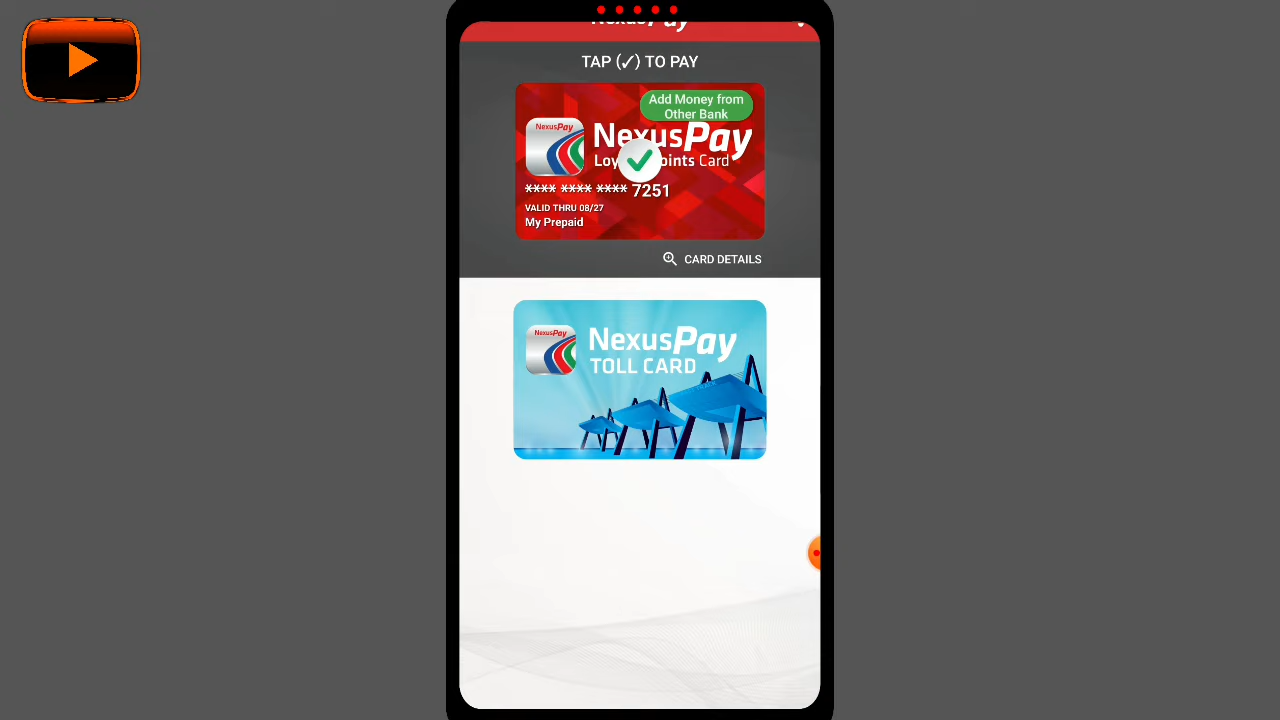 NexusPay
TAP (✓) TO PAY
Add Money from
Other Bank
NexusPay
NexusPay
Loy ints Card
**** **** **** 7251
VALID THRU 08/27
My Prepaid
CARD DETAILS
NexusPay
NexusPay
TOLL CARD